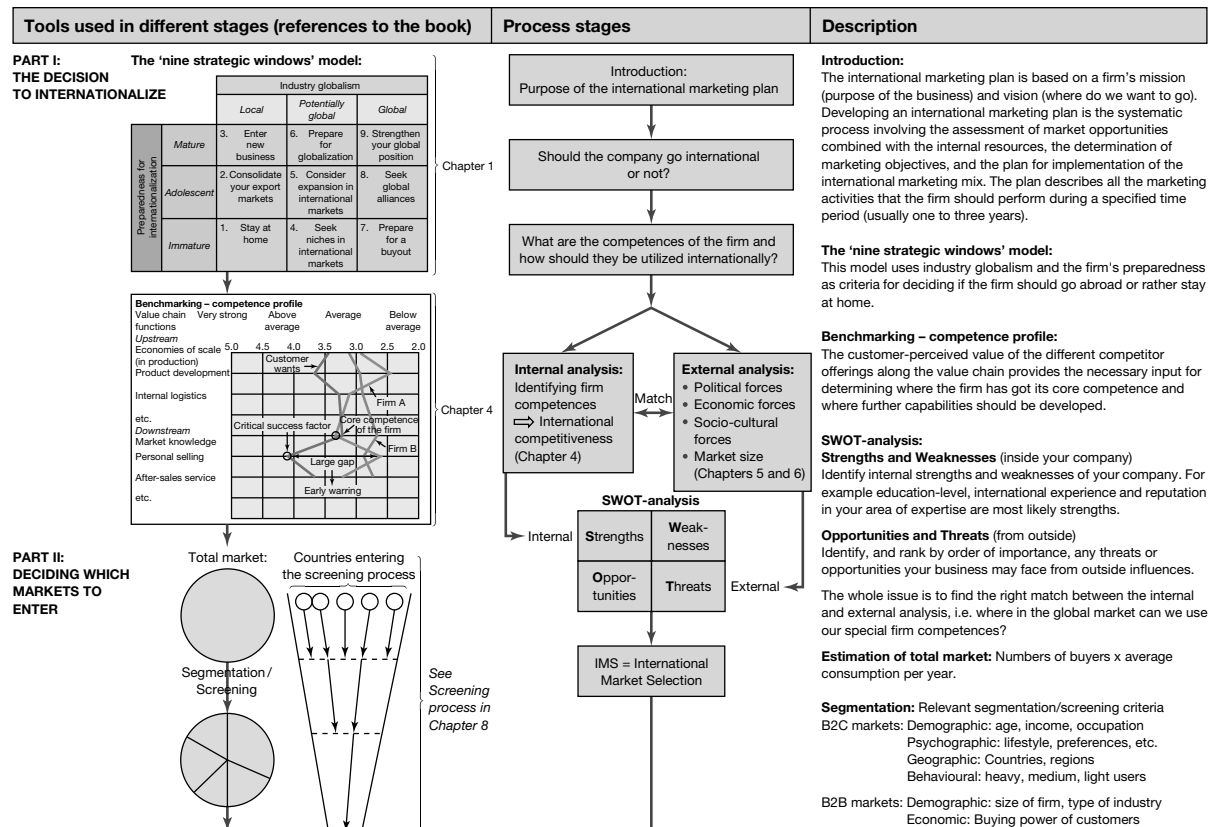 Tools used in different stages (references to the book)
Process stages
Description
PART I:
THE DECISION
TO INTERNATIONALIZE
The 'nine strategic windows' model:
Industry globalism
Local
Potentially
global
Global
Preparedness for
internationalization
Mature
3. Enter
new
business
6. Prepare
for
globalization
9. Strengthen
your global
position
Adolescent
2. Consolidate
your export
markets
5. Consider
expansion in
international
markets
8. Seek
global
alliances
Immature
1. Stay at
home
4. Seek
niches in
international
markets
7. Prepare
for a
buyout
Chapter 1
Benchmarking – competence profile
Value chain
functions
Very strong
Above
average
Average
Below
average
Upstream
Economies of scale
(in production)
5.0 4.5 4.0 3.5 3.0 2.5 2.0
Product development
Internal logistics
etc.
Downstream
Market knowledge
Personal selling
After-sales service
etc.
Customer
wants
Firm A
Critical success factor
Core competence
of the firm
Firm B
Large gap
Early warring
Chapter 4
PART II:
DECIDING WHICH
MARKETS TO
ENTER
Total market:
Segmentation /
Screening
Countries entering
the screening process
See
Screening
process in
Chapter 8
Introduction:
Purpose of the international marketing plan
Should the company go international
or not?
What are the competences of the firm and
how should they be utilized internationally?
Internal analysis:
Identifying firm
competences
⇨ International
competitiveness
(Chapter 4)
Match
External analysis:
• Political forces
• Economic forces
• Socio-cultural
forces
• Market size
(Chapters 5 and 6)
SWOT-analysis
Internal
Strengths
Weak-
nesses
Oppor-
tunities
Threats
External
IMS = International
Market Selection
Introduction:
The international marketing plan is based on a firm's mission
(purpose of the business) and vision (where do we want to go).
Developing an international marketing plan is the systematic
process involving the assessment of market opportunities
combined with the internal resources, the determination of
marketing objectives, and the plan for implementation of the
international marketing mix. The plan describes all the marketing
activities that the firm should perform during a specified time
period (usually one to three years).
The 'nine strategic windows' model:
This model uses industry globalism and the firm's preparedness
as criteria for deciding if the firm should go abroad or rather stay
at home.
Benchmarking – competence profile:
The customer-perceived value of the different competitor
offerings along the value chain provides the necessary input for
determining where the firm has got its core competence and
where further capabilities should be developed.
SWOT-analysis:
Strengths and Weaknesses (inside your company)
Identify internal strengths and weaknesses of your company. For
example education-level, international experience and reputation
in your area of expertise are most likely strengths.
Opportunities and Threats (from outside)
Identify, and rank by order of importance, any threats or
opportunities your business may face from outside influences.
The whole issue is to find the right match between the internal
and external analysis, i.e. where in the global market can we use
our special firm competences?
Estimation of total market: Numbers of buyers x average
consumption per year.
Segmentation: Relevant segmentation/screening criteria
B2C markets: Demographic: age, income, occupation
Psychographic: lifestyle, preferences, etc.
Geographic: Countries, regions
Behavioural: heavy, medium, light users
B2B markets: Demographic: size of firm, type of industry
Economic: Buying power of customers